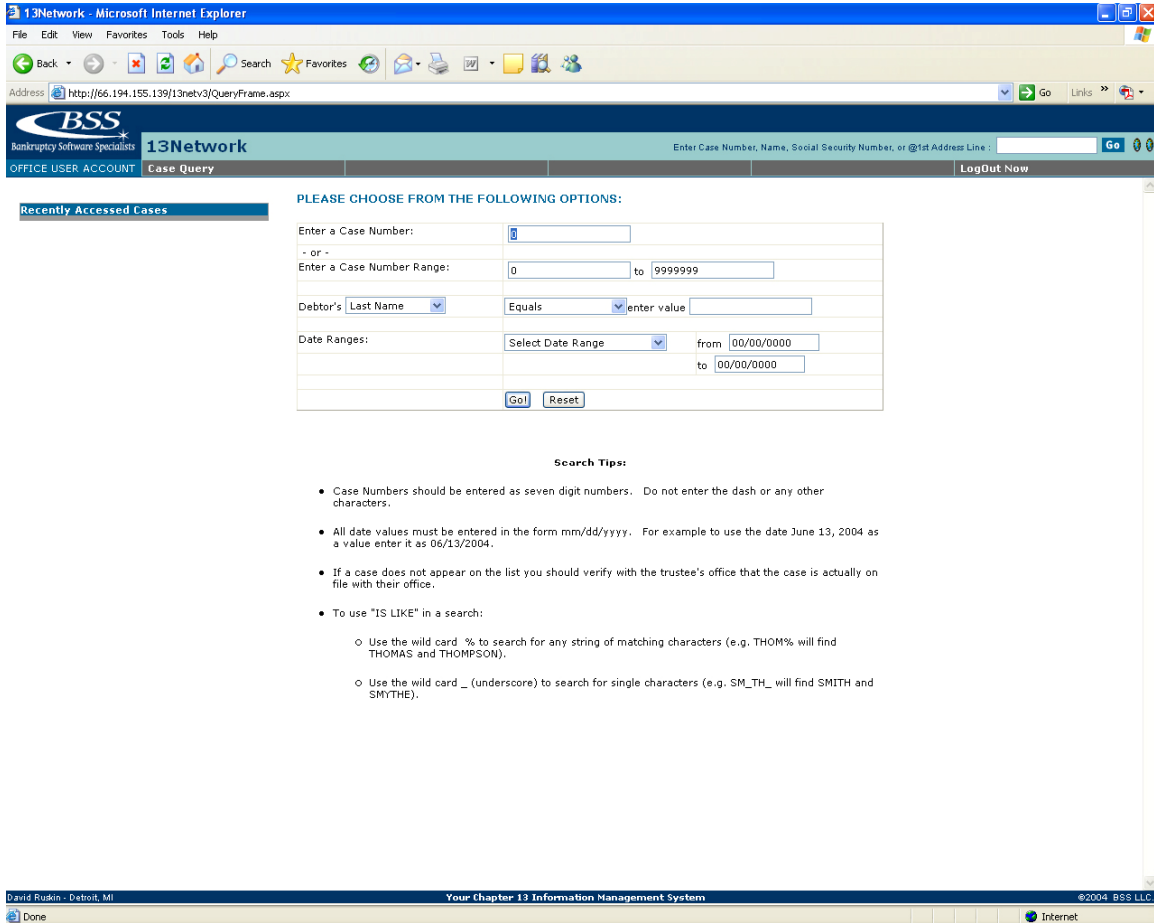 13Network - Microsoft Internet Explorer
File Edit View Favorites Tools Help
Back Search Favorites
Address http://66.194.155.139/13netv3/QueryFrame.aspx Go Links »
BSS
Bankruptcy Software Specialists 13Network Enter Case Number, Name, Social Security Number, or @1st Address Line : Go
OFFICE USER ACCOUNT Case Query LogOut Now
Recently Accessed Cases
PLEASE CHOOSE FROM THE FOLLOWING OPTIONS:
Enter a Case Number: 0
- or -
Enter a Case Number Range: 0 to 9999999
Debtor's Last Name Equals enter value
Date Ranges: Select Date Range from 00/00/0000
to 00/00/0000
Go! Reset
Search Tips:
• Case Numbers should be entered as seven digit numbers. Do not enter the dash or any other
characters.
• All date values must be entered in the form mm/dd/yyyy. For example to use the date June 13, 2004 as
a value enter it as 06/13/2004.
• If a case does not appear on the list you should verify with the trustee's office that the case is actually on
file with their office.
• To use "IS LIKE" in a search:
o Use the wild card % to search for any string of matching characters (e.g. THOM% will find
THOMAS and THOMPSON).
o Use the wild card _ (underscore) to search for single characters (e.g. SM_TH_ will find SMITH and
SMYTHE).
David Ruskin - Detroit, MI Your Chapter 13 Information Management System ©2004 BSS LLC.
Done Internet